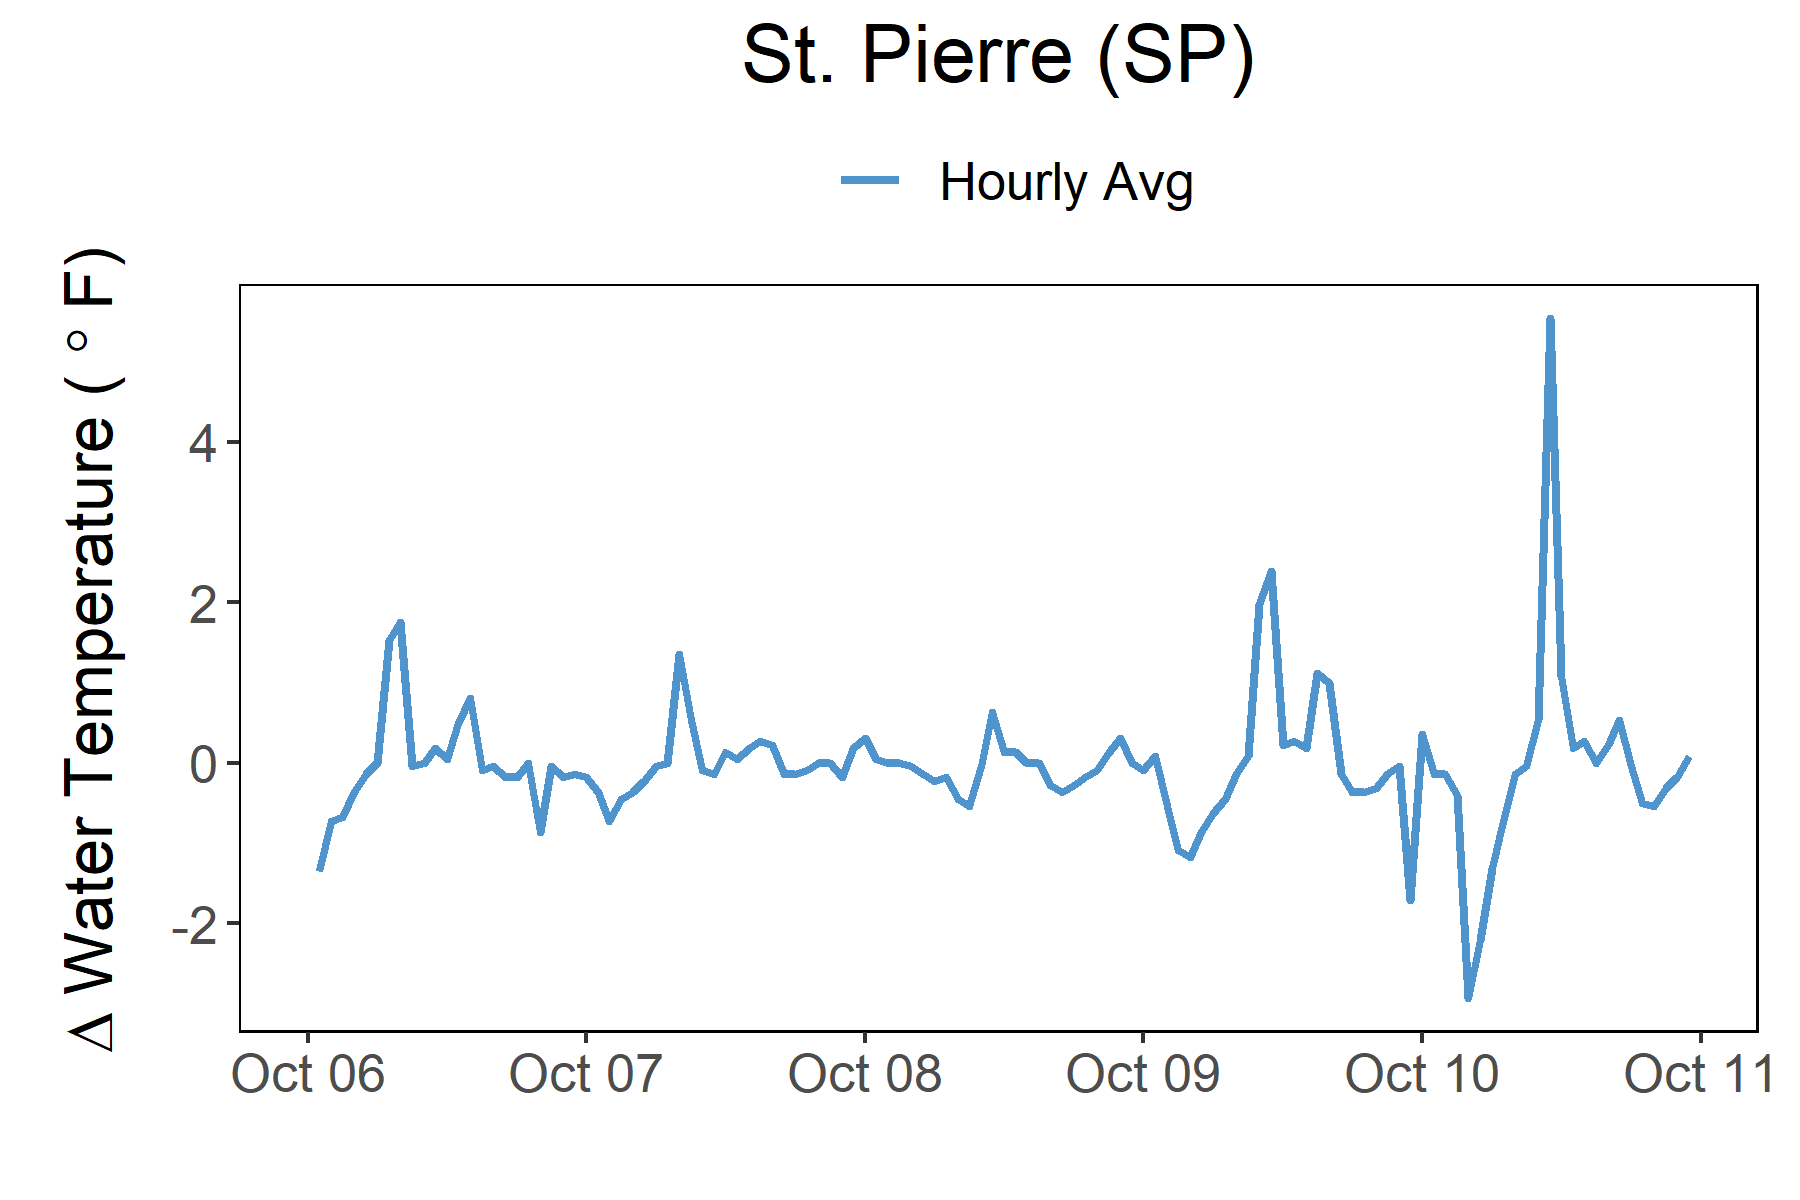 St. Pierre (SP)
Hourly Avg
Δ Water Temperature ( ° F)
4
2
0
-2
Oct 06
Oct 07
Oct 08
Oct 09
Oct 10
Oct 11